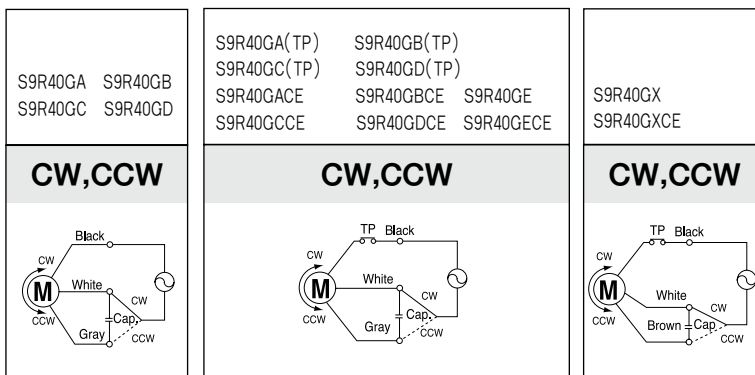 S9R40GA S9R40GB
S9R40GC S9R40GD
CW,CCW
Black
CW
M
White
CW
Cap.
CCW
Gray
CCW
S9R40GA(TP) S9R40GB(TP)
S9R40GC(TP) S9R40GD(TP)
S9R40GACE S9R40GBCE S9R40GE
S9R40GCCE S9R40GDCE S9R40GECE
CW,CCW
TP Black
CW
White
M
CW
Cap.
CCW
Gray
CCW
S9R40GX
S9R40GXCE
CW,CCW
TP Black
CW
M
White
CW
CCW
Brown
Cap.
CCW